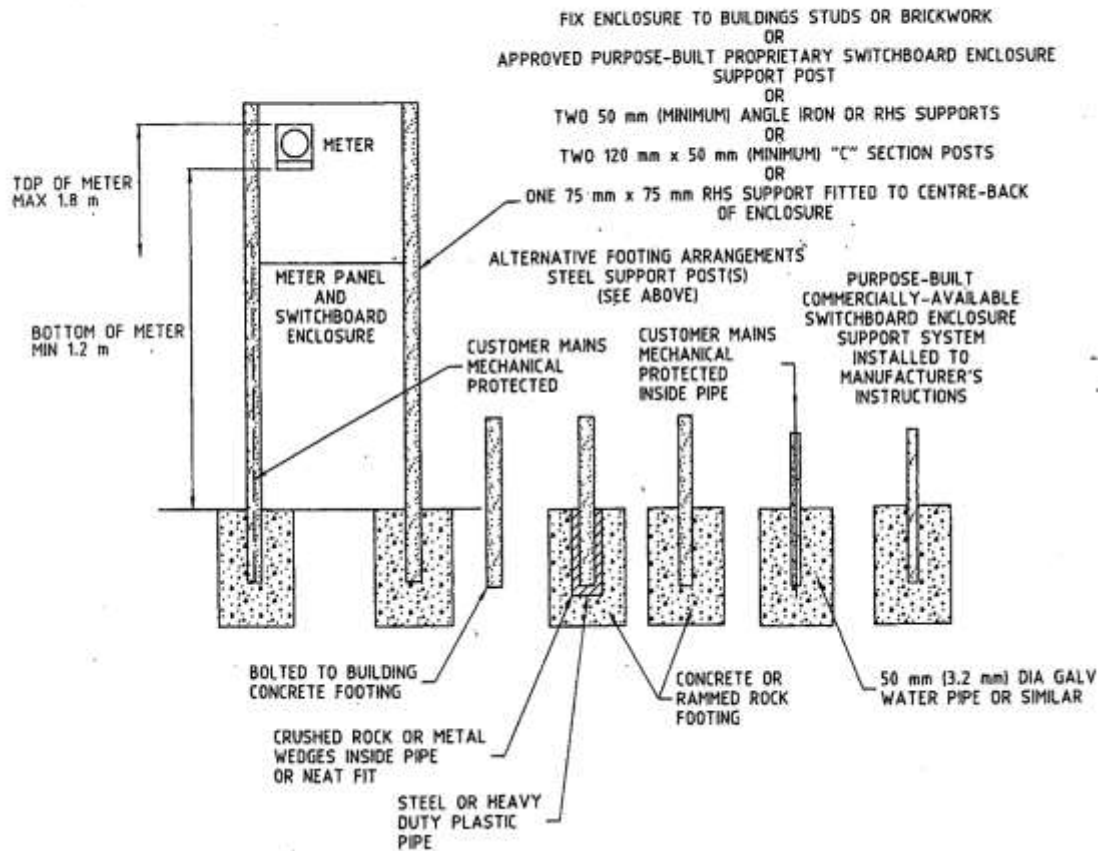 FIX ENCLOSURE TO BUILDINGS STUDS OR BRICKWORK
OR
APPROVED PURPOSE-BUILT PROPRIETARY SWITCHBOARD ENCLOSURE
SUPPORT POST
OR
TWO 50 mm (MINIMUM) ANGLE IRON OR RHS SUPPORTS
OR
TWO 120 mm x 50 mm (MINIMUM) "C" SECTION POSTS
OR
ONE 75 mm x 75 mm RHS SUPPORT FITTED TO CENTRE-BACK
OF ENCLOSURE
METER
TOP OF METER
MAX 1.8 m
BOTTOM OF METER
MIN 1.2 m
METER PANEL
AND
SWITCHBOARD
ENCLOSURE
ALTERNATIVE FOOTING ARRANGEMENTS
STEEL SUPPORT POST(S)
(SEE ABOVE)
CUSTOMER MAINS
MECHANICAL
PROTECTED
CUSTOMER MAINS
MECHANICAL
PROTECTED
INSIDE PIPE
PURPOSE-BUILT
COMMERCIALLY-AVAILABLE
SWITCHBOARD ENCLOSURE
SUPPORT SYSTEM
INSTALLED TO
MANUFACTURER'S
INSTRUCTIONS
BOLTED TO BUILDING
CONCRETE FOOTING
CRUSHED ROCK OR METAL
WEDGES INSIDE PIPE
OR NEAT FIT
STEEL OR HEAVY
DUTY PLASTIC
PIPE
CONCRETE OR
RAMMED ROCK
FOOTING
50 mm (3.2 mm) DIA GALV
WATER PIPE OR SIMILAR